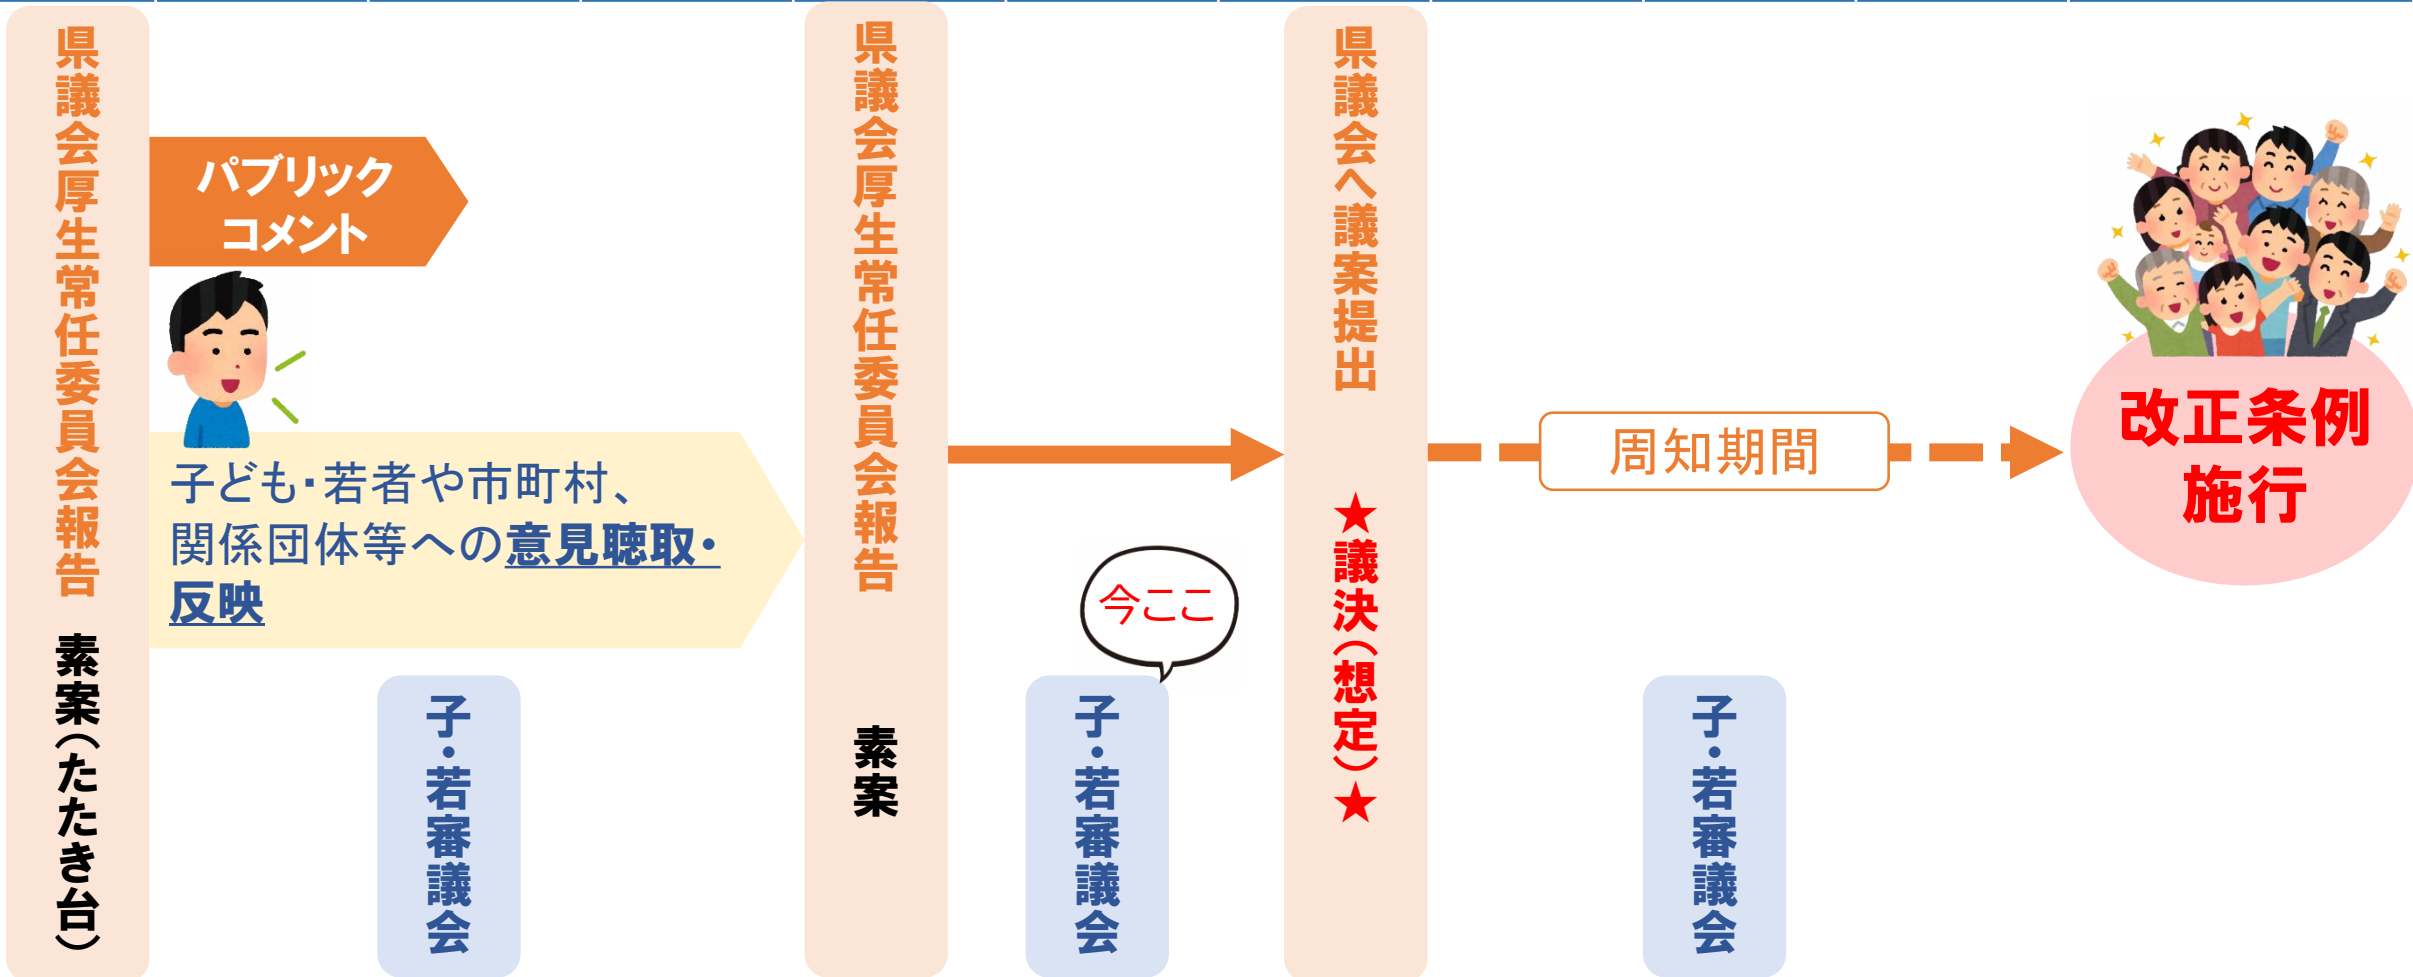 県議会厚生常任委員会報告 素案(たたき台)
パブリック
コメント
子ども・若者や市町村、
関係団体等への意見聴取・
反映
子・若審議会
県議会厚生常任委員会報告 素案
今ここ
子・若審議会
県議会へ議案提出 ★議決(想定)★
周知期間
子・若審議会
改正条例
施行